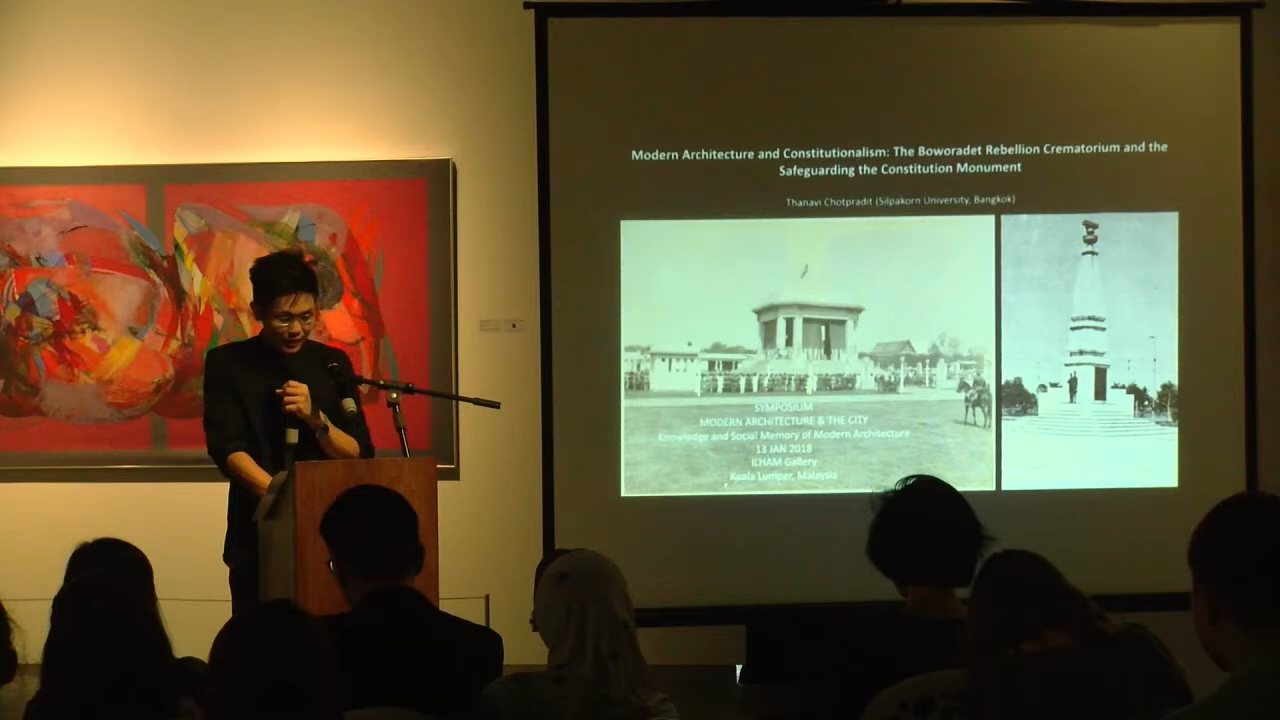 Modern Architecture and Constitutionalism: The Boworadet Rebellion Crematorium and the
Safeguarding the Constitution Monument
Thanavi Chotpradit (Silpakorn University, Bangkok)
SYMPOSIUM
MODERN ARCHITECTURE & THE CITY
Knowledge and Social Memory of Modern Architecture
13 JAN 2018
ILHAM Gallery
Kuala Lumper, Malaysia